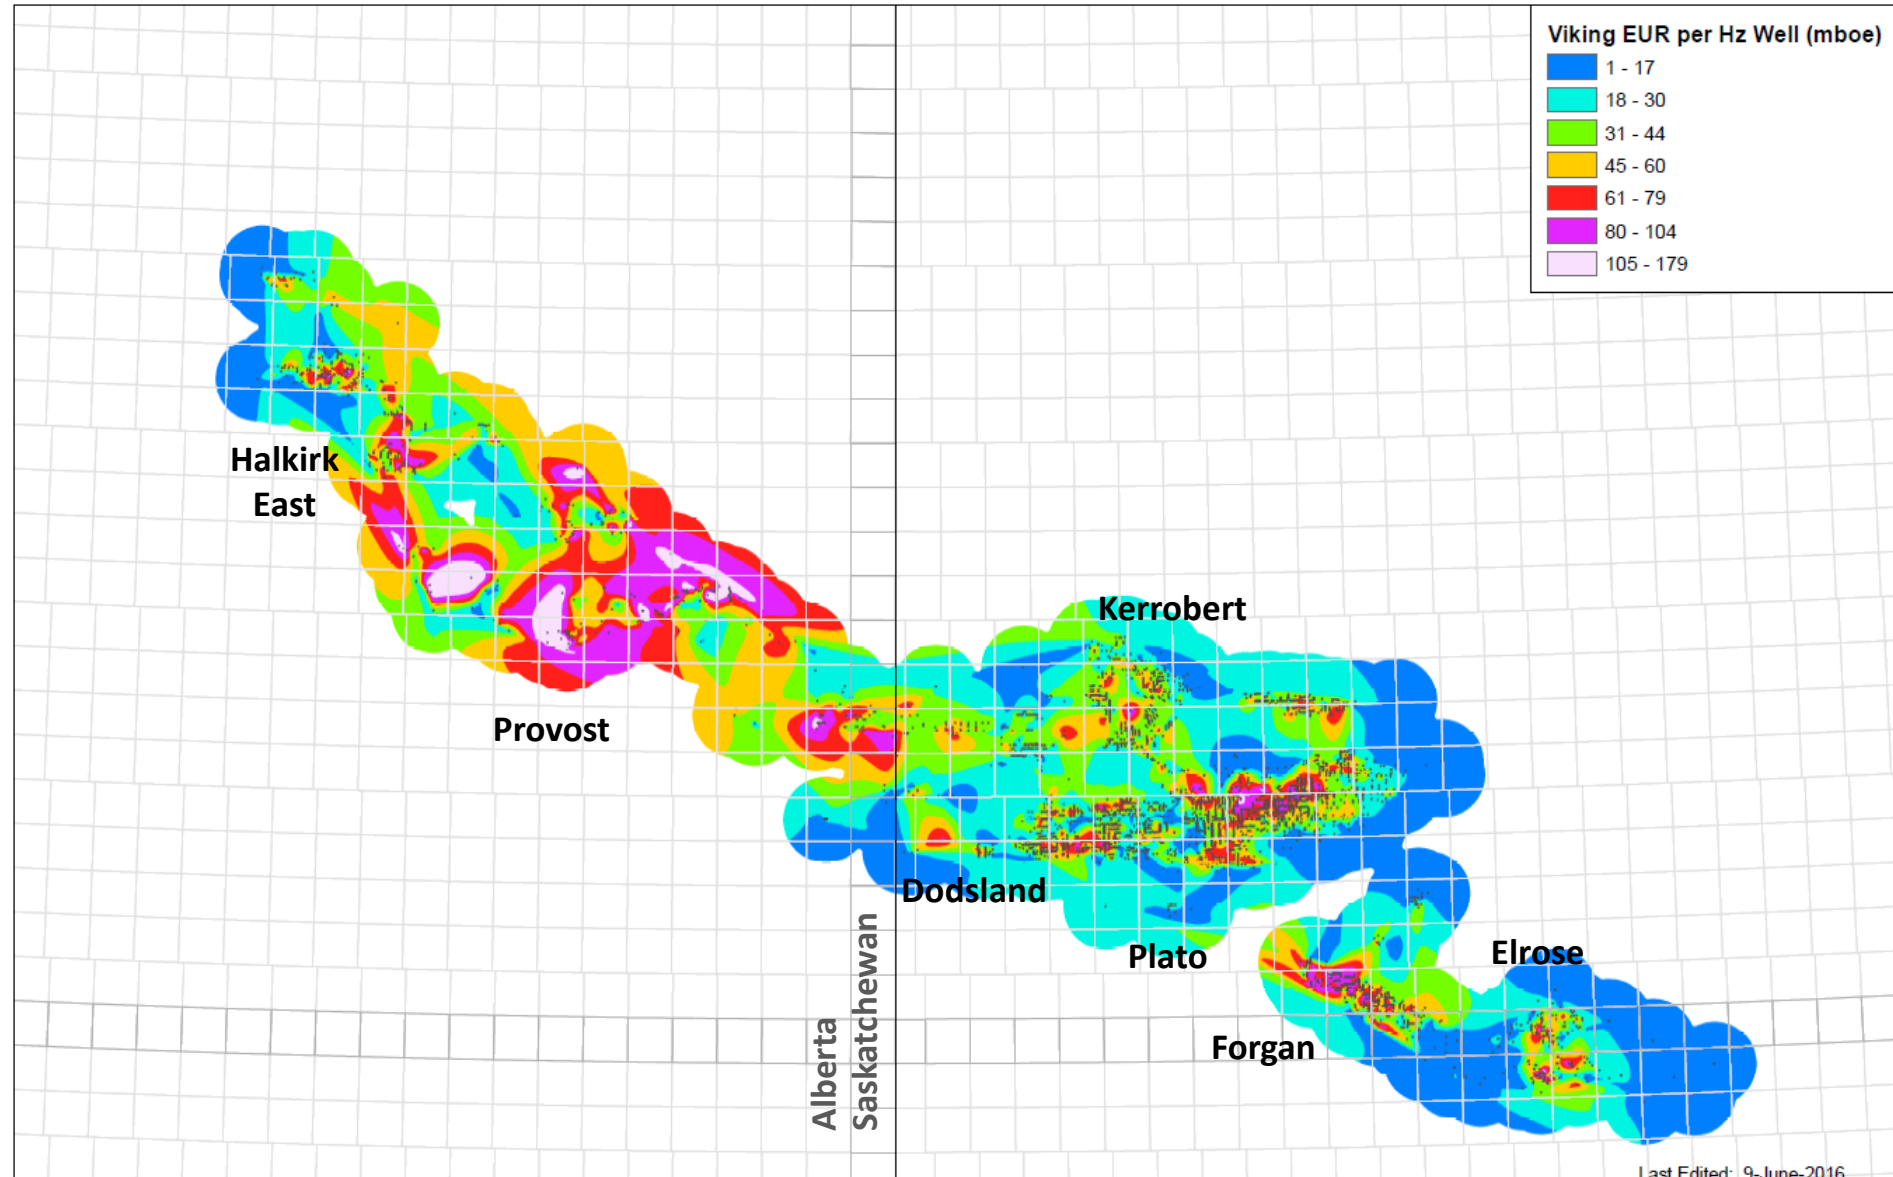 Viking EUR per Hz Well (mboe)
1 - 17
18 - 30
31 - 44
45 - 60
61 - 79
80 - 104
105 - 179
Halkirk
East
Kerrobert
Provost
Dodsland
Plato
Elrose
Forgan
Alberta
Saskatchewan
Last Edited: 9-June-2016